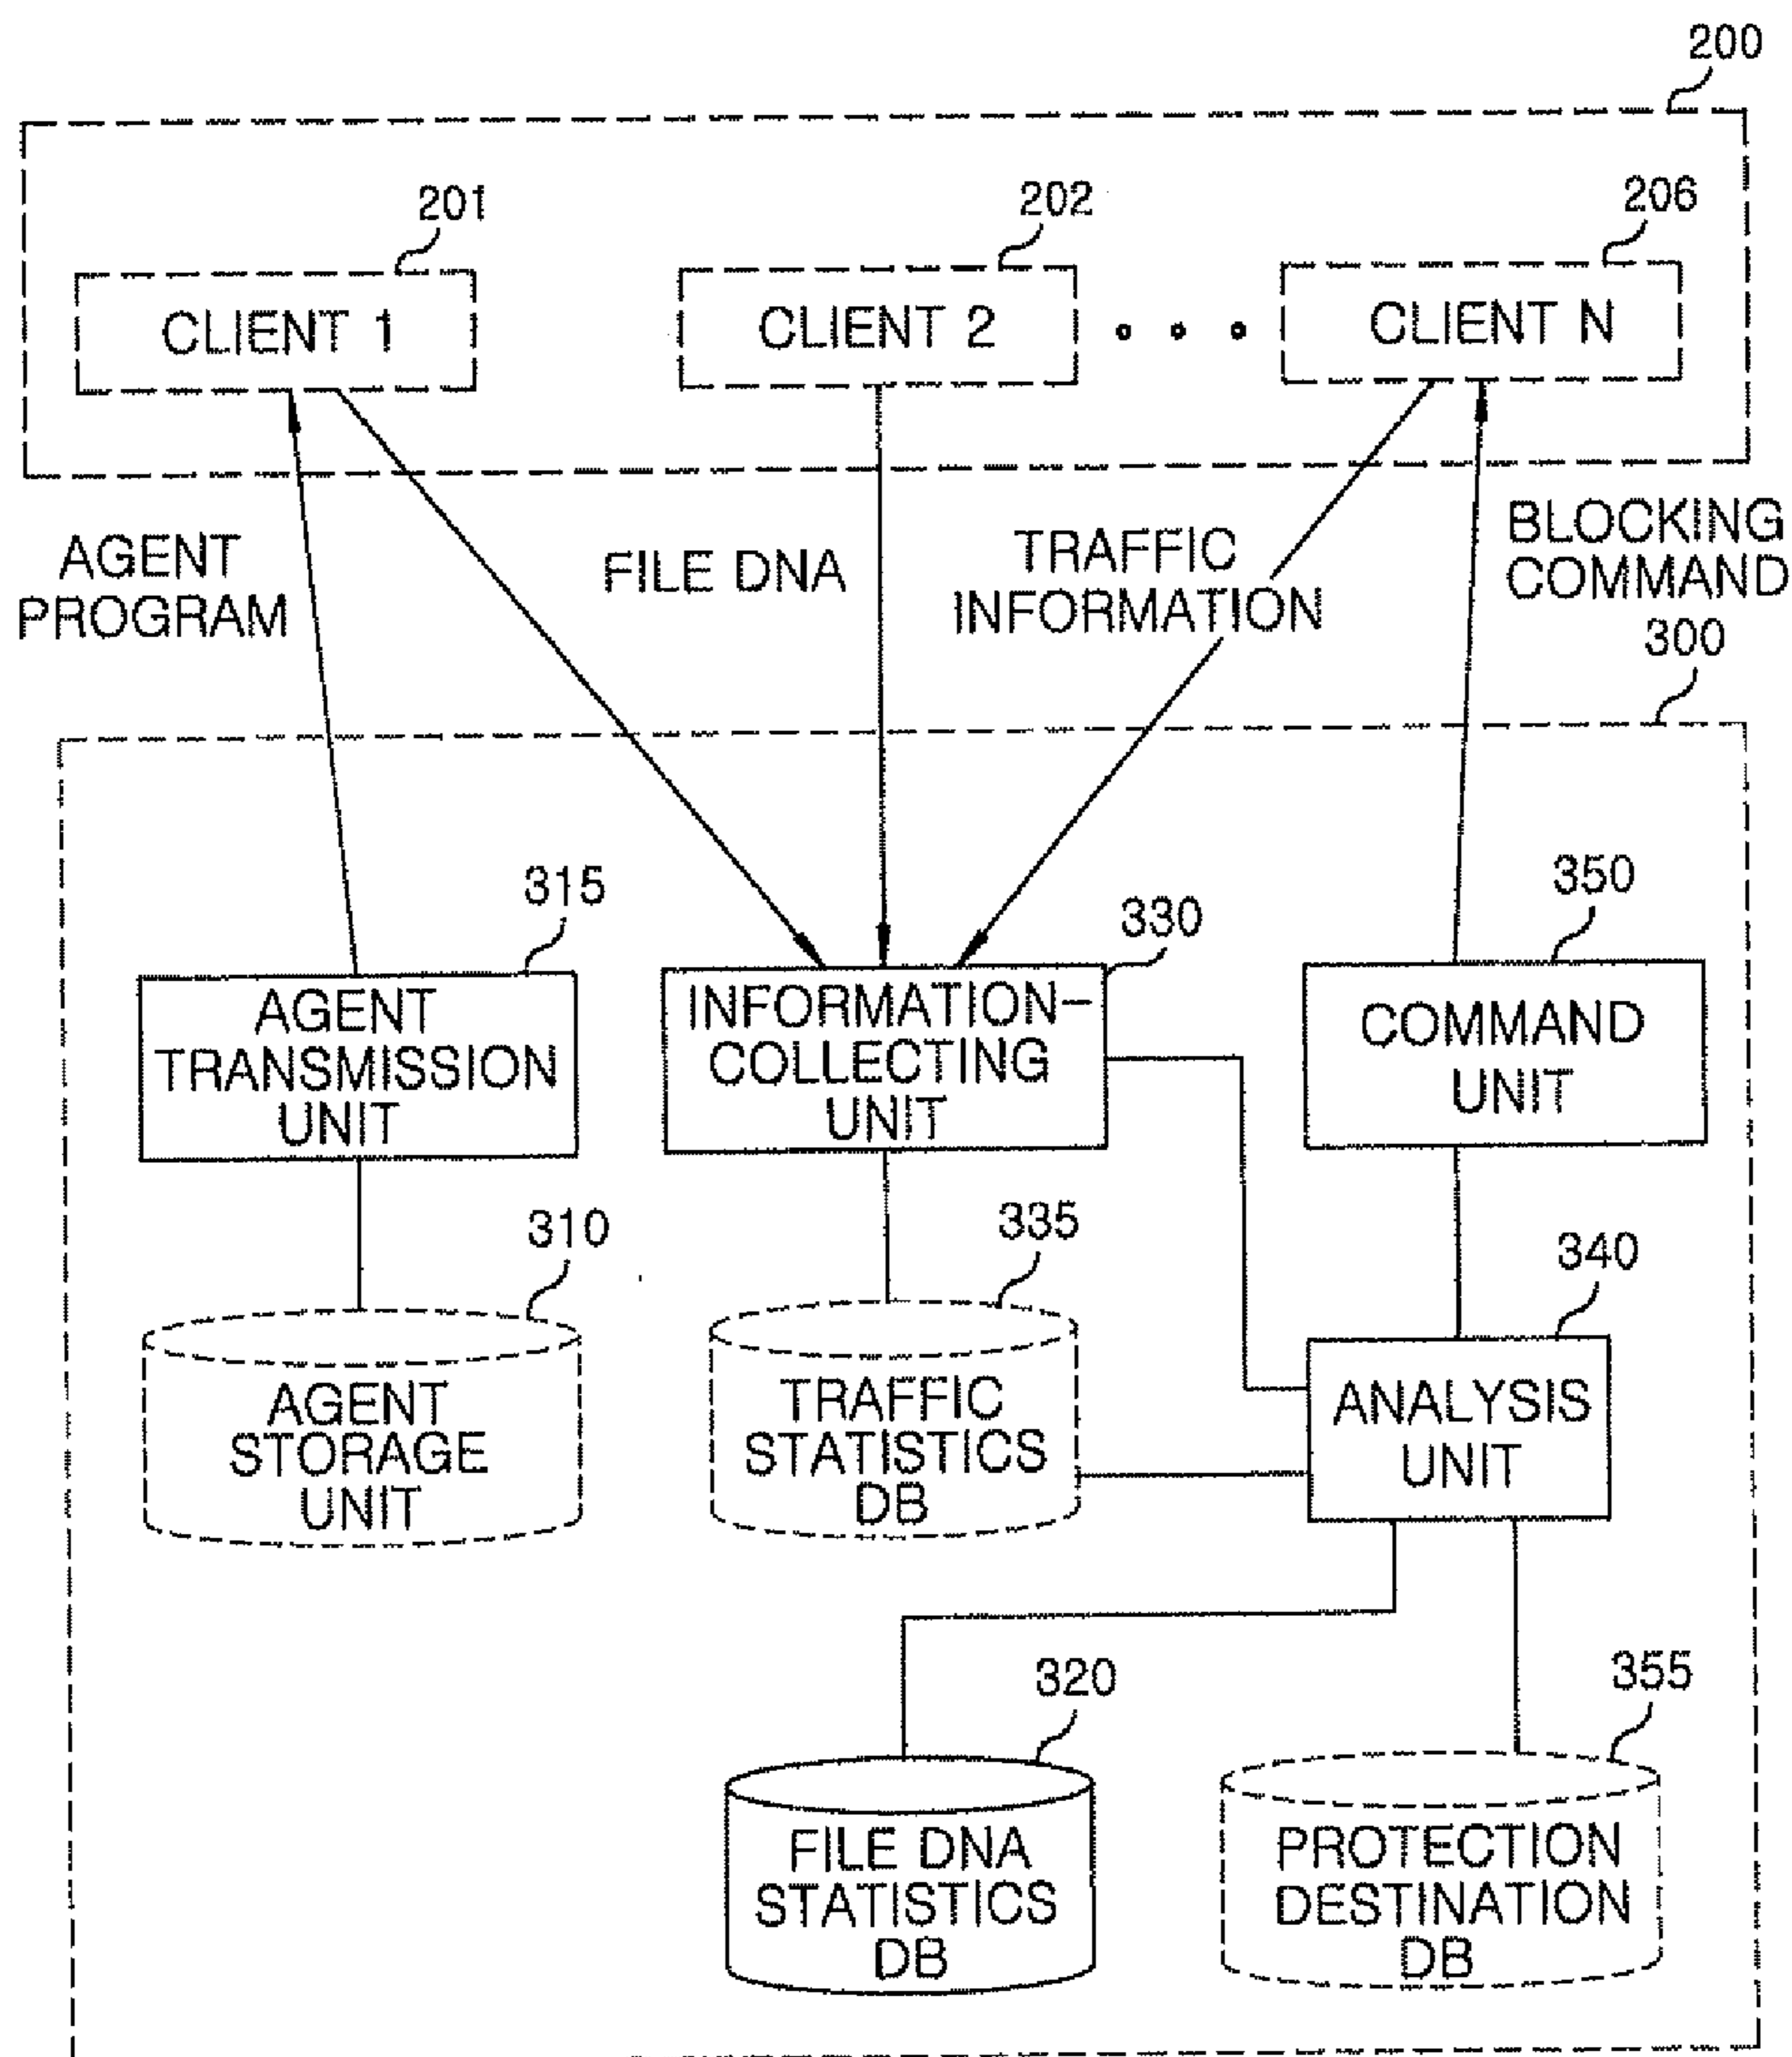 200
201
202
206
CLIENT 1
CLIENT 2
CLIENT N
AGENT
PROGRAM
FILE DNA
TRAFFIC
INFORMATION
BLOCKING
COMMAND
300
315
330
350
AGENT
TRANSMISSION
UNIT
INFORMATION-
COLLECTING
UNIT
COMMAND
UNIT
310
335
340
AGENT
STORAGE
UNIT
TRAFFIC
STATISTICS
DB
ANALYSIS
UNIT
320
355
FILE DNA
STATISTICS
DB
PROTECTION
DESTINATION
DB